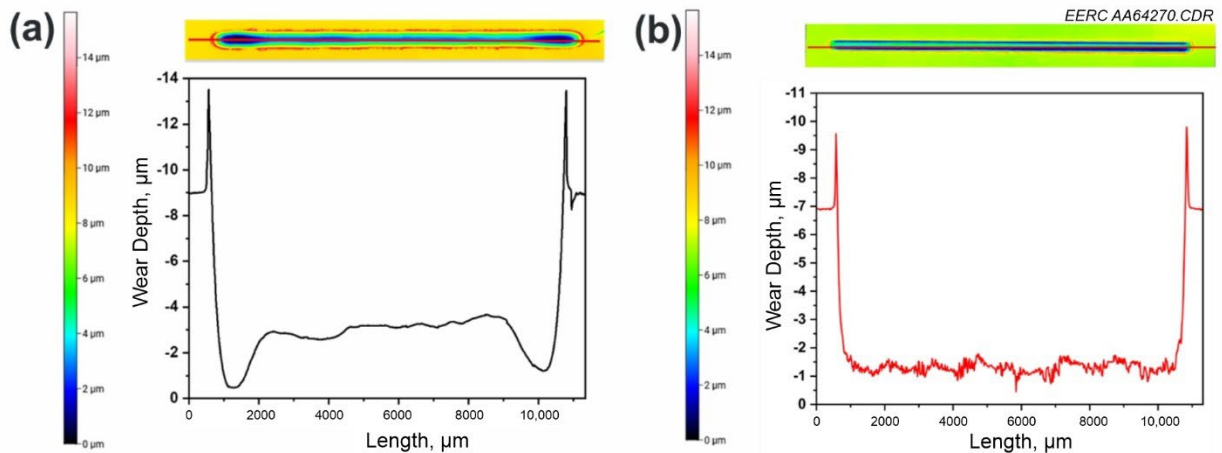 (a)
14 µm
12 µm
10 µm
8 µm
6 µm
4 µm
2 µm
0 µm
-14
-12
-10
-8
-6
-4
-2
0
Wear Depth, µm
0 2000 4000 6000 8000 10,000
Length, µm
(b)
EERC AA64270.CDR
14 µm
12 µm
10 µm
8 µm
6 µm
4 µm
2 µm
0 µm
-11
-10
-9
-8
-7
-6
-5
-4
-3
-2
-1
0
Wear Depth, µm
0 2000 4000 6000 8000 10,000
Length, µm